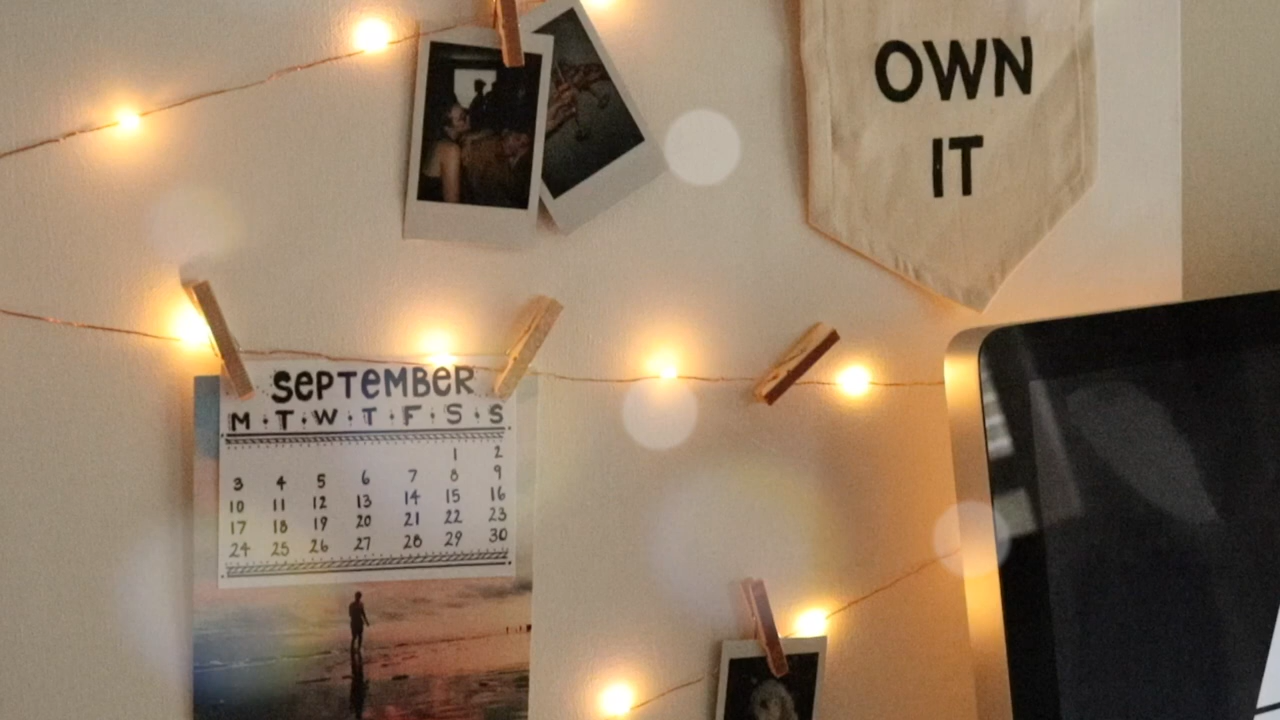 OWN
IT
SEPTEMBER
M·T·W·T·F·S·S
1 2
3 4 5 6 7 8 9
10 11 12 13 14 15 16
17 18 19 20 21 22 23
24 25 26 27 28 29 30